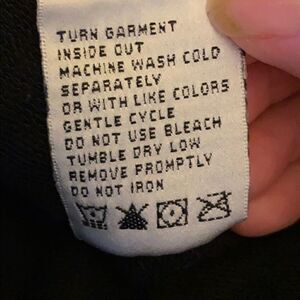 TURN GARMENT
INSIDE OUT
MACHINE WASH COLD
SEPARATELY
OR WITH LIKE COLORS
GENTLE CYCLE
DO NOT USE BLEACH
TUMBLE DRY LOW
REMOVE PROMPTLY
DO NOT IRON